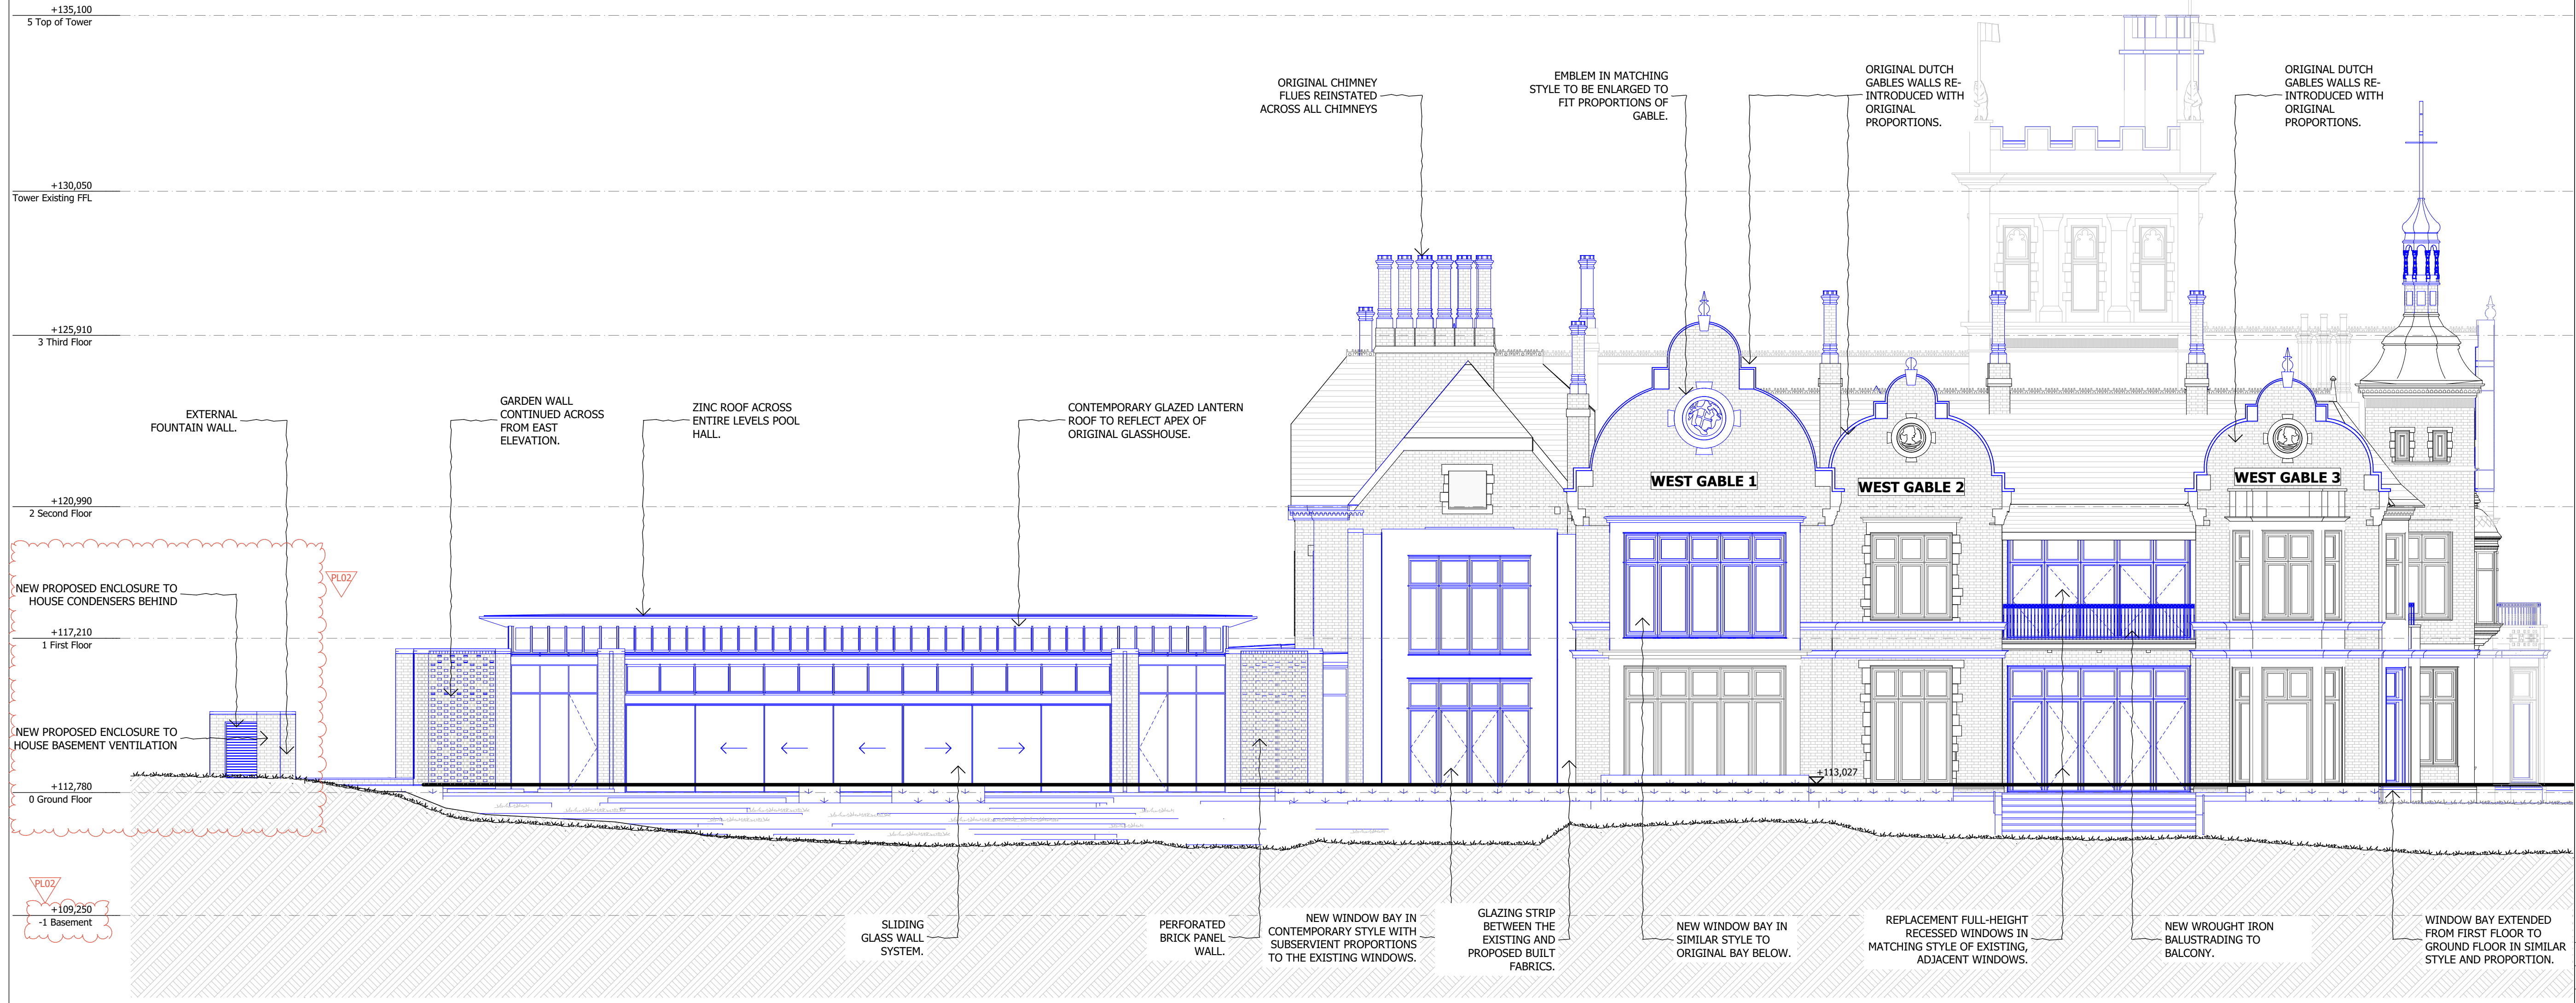 +135,100
5 Top of Tower
+130,050
Tower Existing FFL
+125,910
3 Third Floor
+120,990
2 Second Floor
+117,210
1 First Floor
+112,780
0 Ground Floor
+109,250
-1 Basement
ORIGINAL CHIMNEY
FLUES REINSTATED
ACROSS ALL CHIMNEYS
EMBLEM IN MATCHING
STYLE TO BE ENLARGED TO
FIT PROPORTIONS OF
GABLE.
ORIGINAL DUTCH
GABLES WALLS RE-
INTRODUCED WITH
ORIGINAL
PROPORTIONS.
ORIGINAL DUTCH
GABLES WALLS RE-
INTRODUCED WITH
ORIGINAL
PROPORTIONS.
EXTERNAL
FOUNTAIN WALL.
GARDEN WALL
CONTINUED ACROSS
FROM EAST
ELEVATION.
ZINC ROOF ACROSS
ENTIRE LEVELS POOL
HALL.
CONTEMPORARY GLAZED LANTERN
ROOF TO REFLECT APEX OF
ORIGINAL GLASSHOUSE.
WEST GABLE 1
WEST GABLE 2
WEST GABLE 3
PL02
NEW PROPOSED ENCLOSURE TO
HOUSE CONDENSERS BEHIND
NEW PROPOSED ENCLOSURE TO
HOUSE BASEMENT VENTILATION
+113,027
PL02
SLIDING
GLASS WALL
SYSTEM.
PERFORATED
BRICK PANEL
WALL.
NEW WINDOW BAY IN
CONTEMPORARY STYLE WITH
SUBSERVIENT PROPORTIONS
TO THE EXISTING WINDOWS.
GLAZING STRIP
BETWEEN THE
EXISTING AND
PROPOSED BUILT
FABRICS.
NEW WINDOW BAY IN
SIMILAR STYLE TO
ORIGINAL BAY BELOW.
REPLACEMENT FULL-HEIGHT
RECESSED WINDOWS IN
MATCHING STYLE OF EXISTING,
ADJACENT WINDOWS.
NEW WROUGHT IRON
BALUSTRADING TO
BALCONY.
WINDOW BAY EXTENDED
FROM FIRST FLOOR TO
GROUND FLOOR IN SIMILAR
STYLE AND PROPORTION.